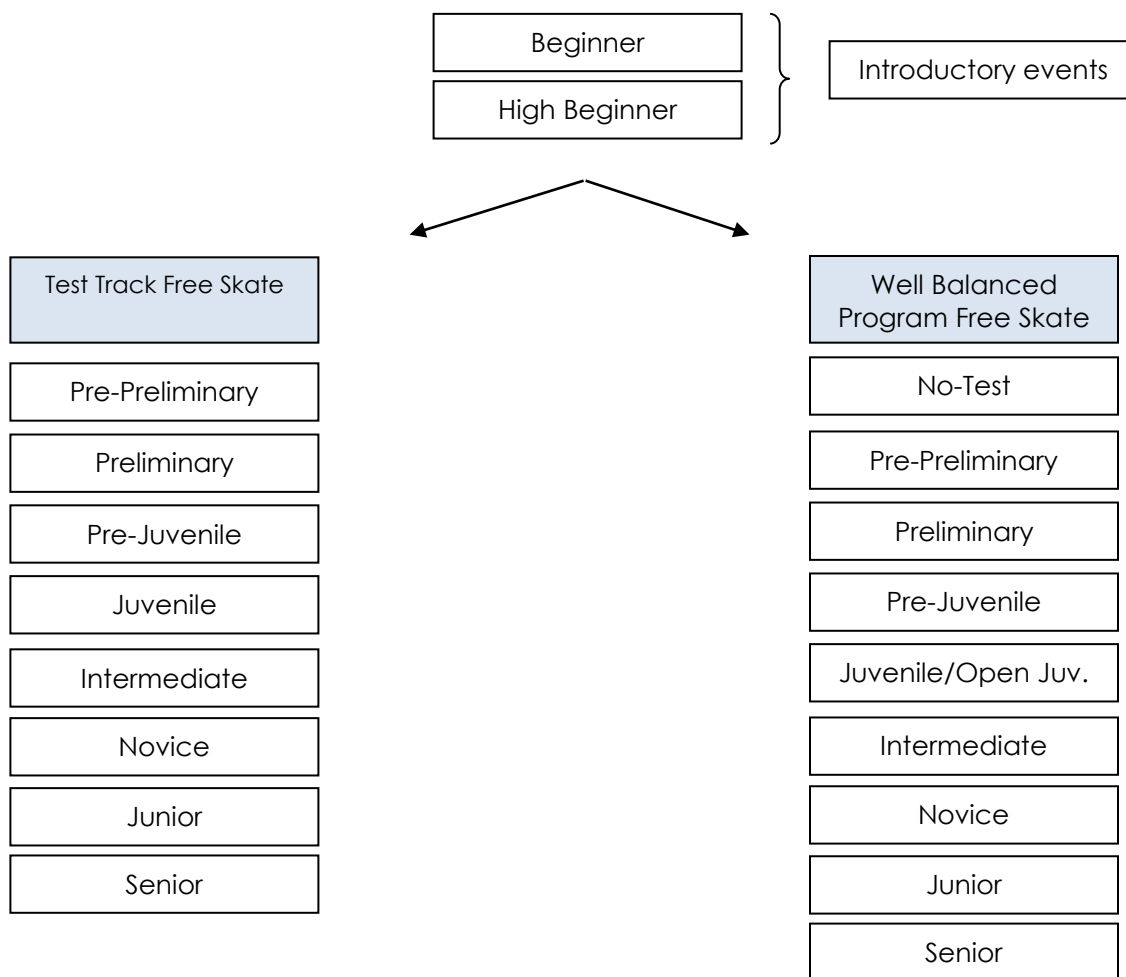 Beginner
High Beginner
Introductory events
Test Track Free Skate
Pre-Preliminary
Preliminary
Pre-Juvenile
Juvenile
Intermediate
Novice
Junior
Senior
Well Balanced
Program Free Skate
No-Test
Pre-Preliminary
Preliminary
Pre-Juvenile
Juvenile/Open Juv.
Intermediate
Novice
Junior
Senior